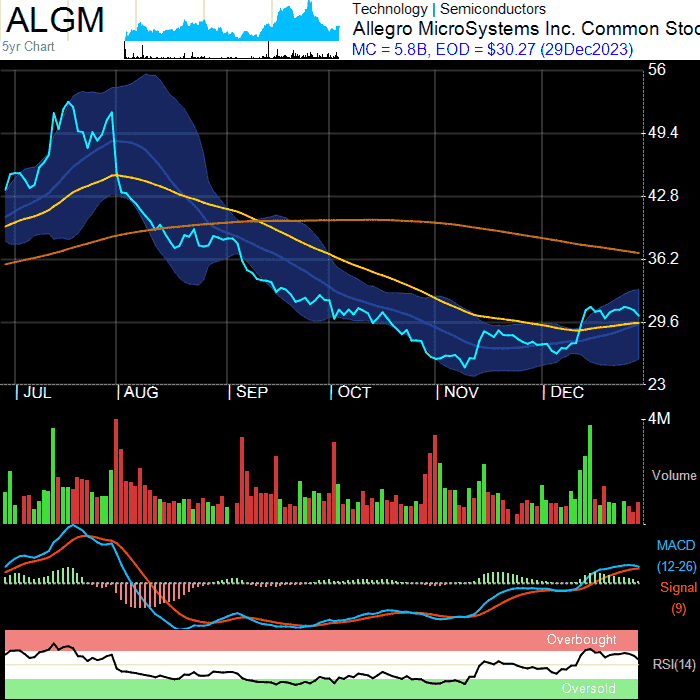 ALGM
5yr Chart
Technology | Semiconductors
Allegro MicroSystems Inc. Common Stoc
MC = 5.8B, EOD = $30.27 (29Dec2023)
56
49.4
42.8
36.2
29.6
23
JUL
AUG
SEP
OCT
NOV
DEC
4M
Volume
MACD
(12-26)
Signal
(9)
Overbought
RSI(14)
Oversold